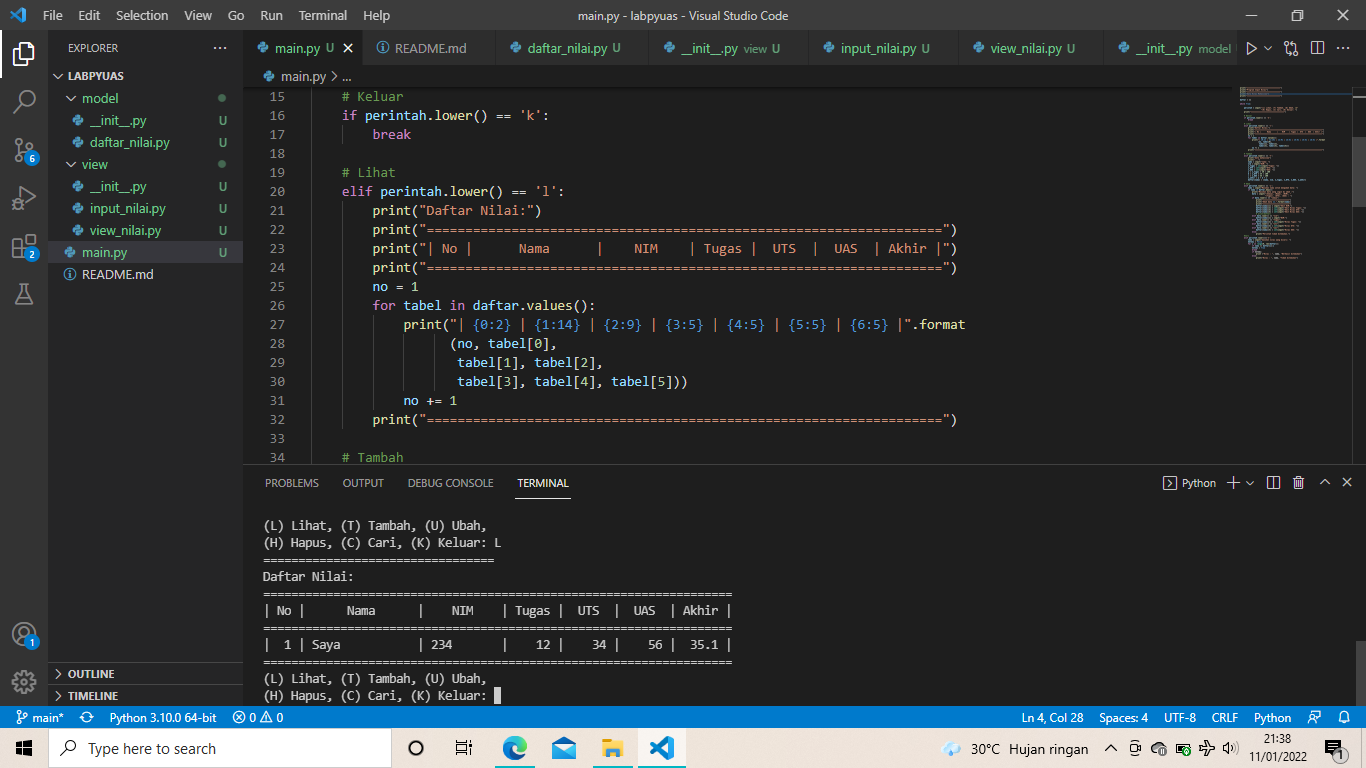 File Edit Selection View Go Run Terminal Help main.py - labpyuas - Visual Studio Code
EXPLORER
LABPYUAS
model
__init__.py U
daftar_nilai.py U
view
__init__.py U
input_nilai.py U
view_nilai.py U
main.py U
README.md
OUTLINE
TIMELINE
6
2
1
main.py U README.md daftar_nilai.py U __init__.py view U input_nilai.py U view_nilai.py U __init__.py model
main.py > ...
15 # Keluar
16 if perintah.lower() == 'k':
17 break
18
19 # Lihat
20 elif perintah.lower() == 'l':
21 print("Daftar Nilai:")
22 print("===================================================================")
23 print("| No |      Nama      |    NIM    | Tugas |  UTS  |  UAS  | Akhir |")
24 print("===================================================================")
25 no = 1
26 for tabel in daftar.values():
27 print("| {0:2} | {1:14} | {2:9} | {3:5} | {4:5} | {5:5} | {6:5} |".format
28 (no, tabel[0],
29 tabel[1], tabel[2],
30 tabel[3], tabel[4], tabel[5]))
31 no += 1
32 print("===================================================================")
33
34 # Tambah
PROBLEMS OUTPUT DEBUG CONSOLE TERMINAL Python
(L) Lihat, (T) Tambah, (U) Ubah,
(H) Hapus, (C) Cari, (K) Keluar: L
=================================
Daftar Nilai:
===================================================================
| No |      Nama      |    NIM    | Tugas |  UTS  |  UAS  | Akhir |
===================================================================
|  1 | Saya           | 234       |    12 |    34 |    56 |  35.1 |
===================================================================
(L) Lihat, (T) Tambah, (U) Ubah,
(H) Hapus, (C) Cari, (K) Keluar:
main* Python 3.10.0 64-bit 0 0 Ln 4, Col 28 Spaces: 4 UTF-8 CRLF Python
Type here to search 30°C Hujan ringan 21:38
11/01/2022 1